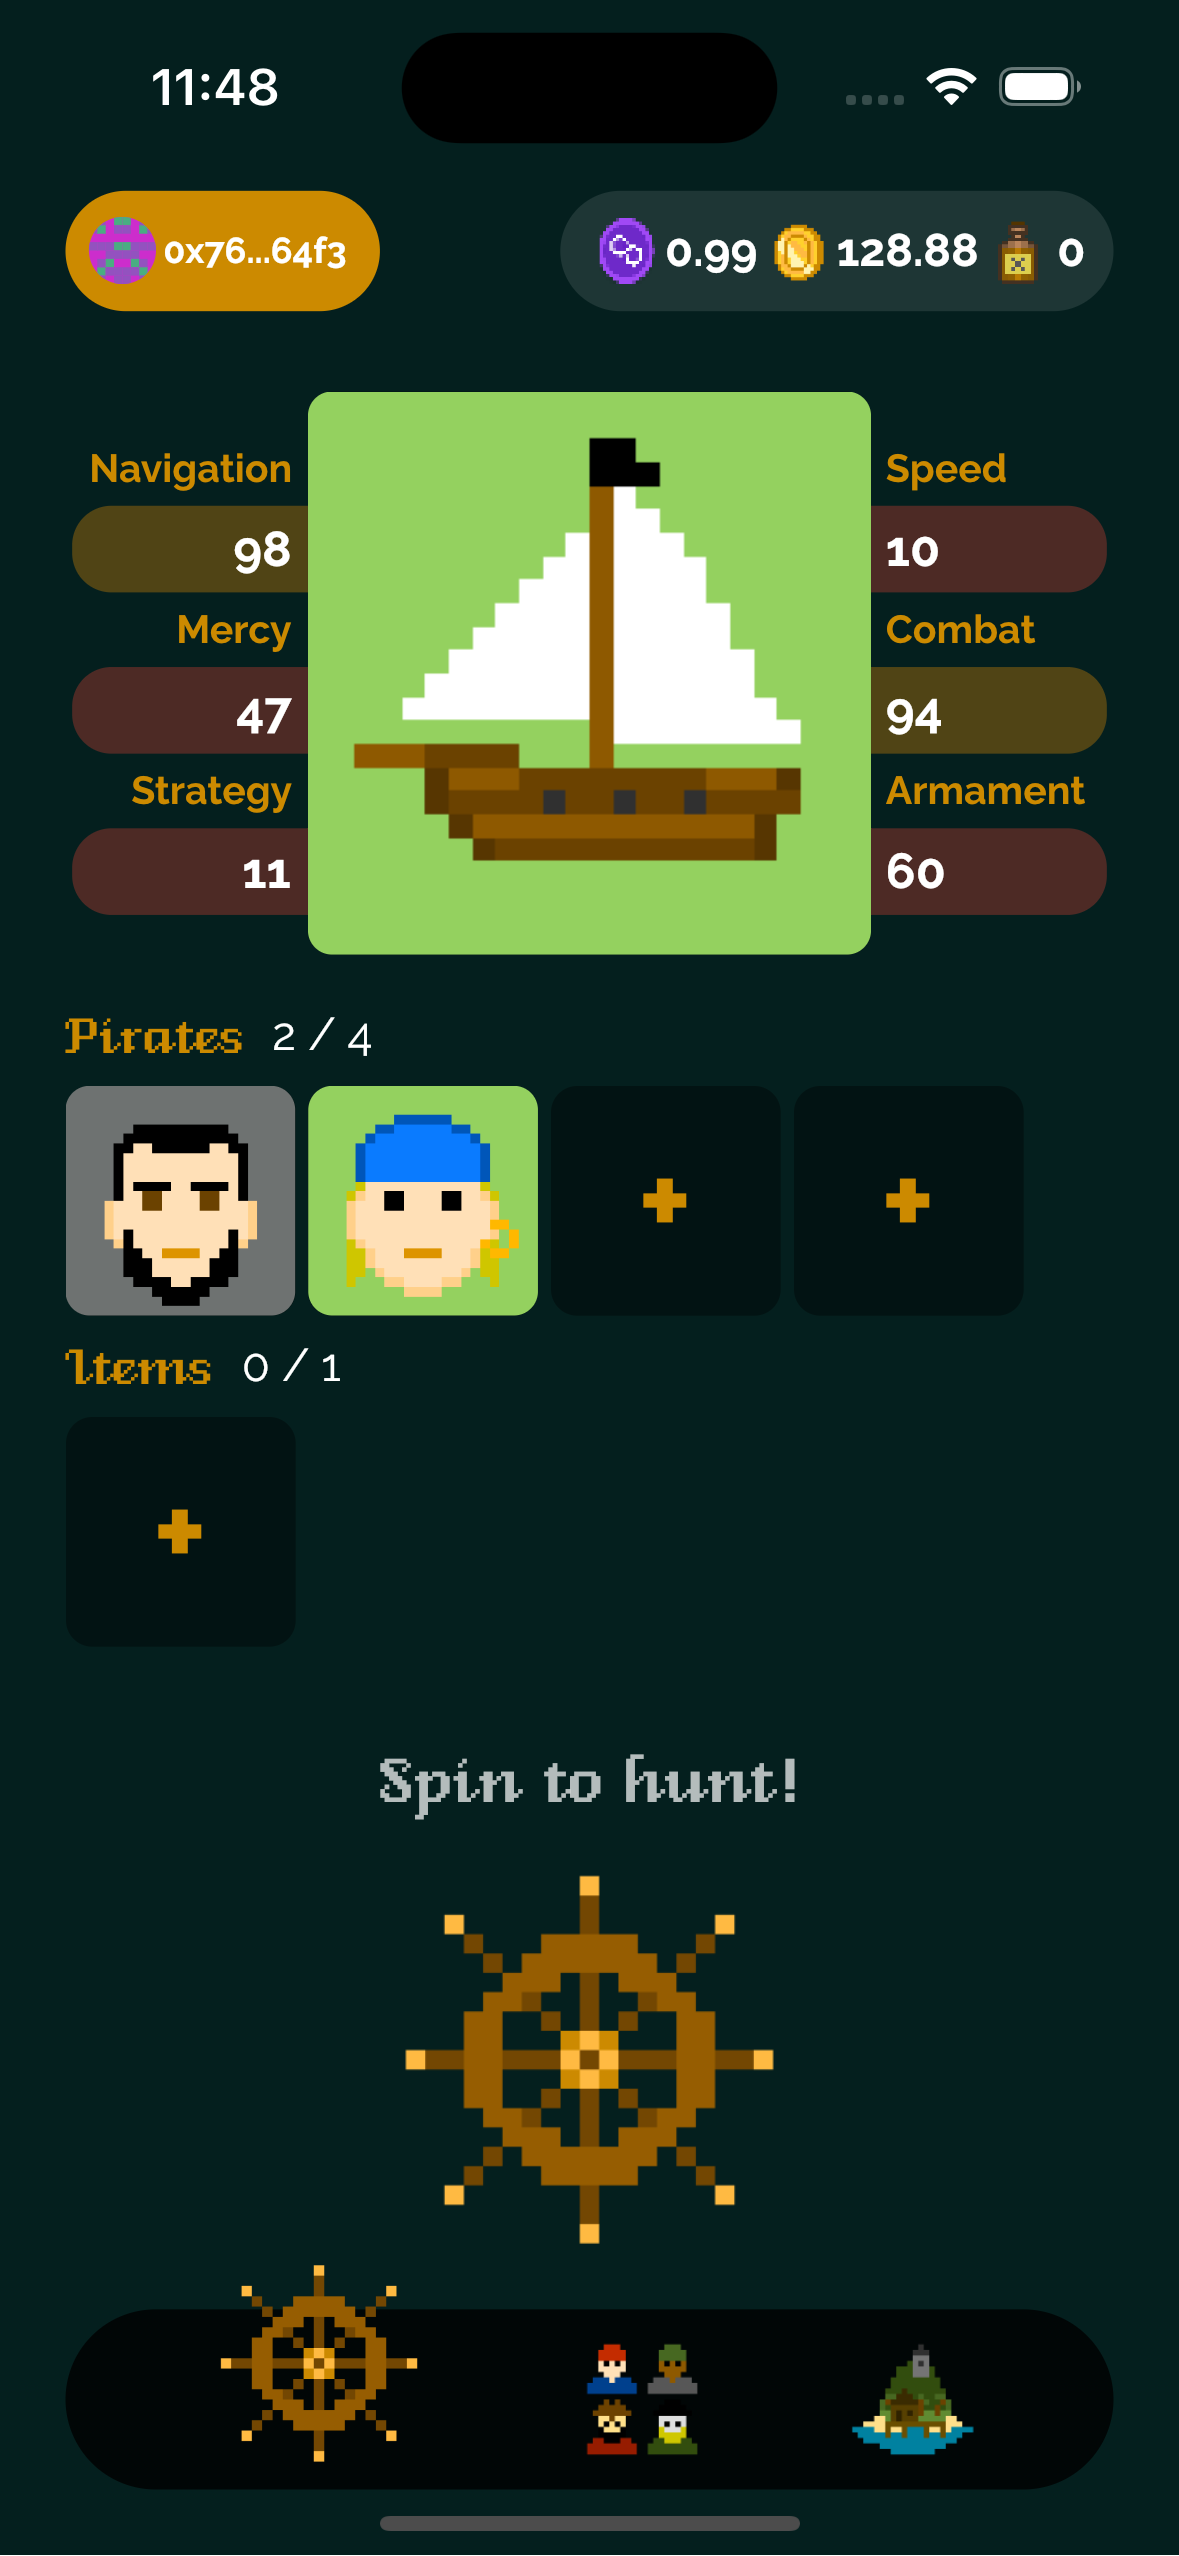 11:48
0x76...64f3 0.99 128.88 0
Navigation Speed
98 10
Mercy Combat
47 94
Strategy Armament
11 60
Pirates 2 / 4
Items 0 / 1
Spin to hunt!